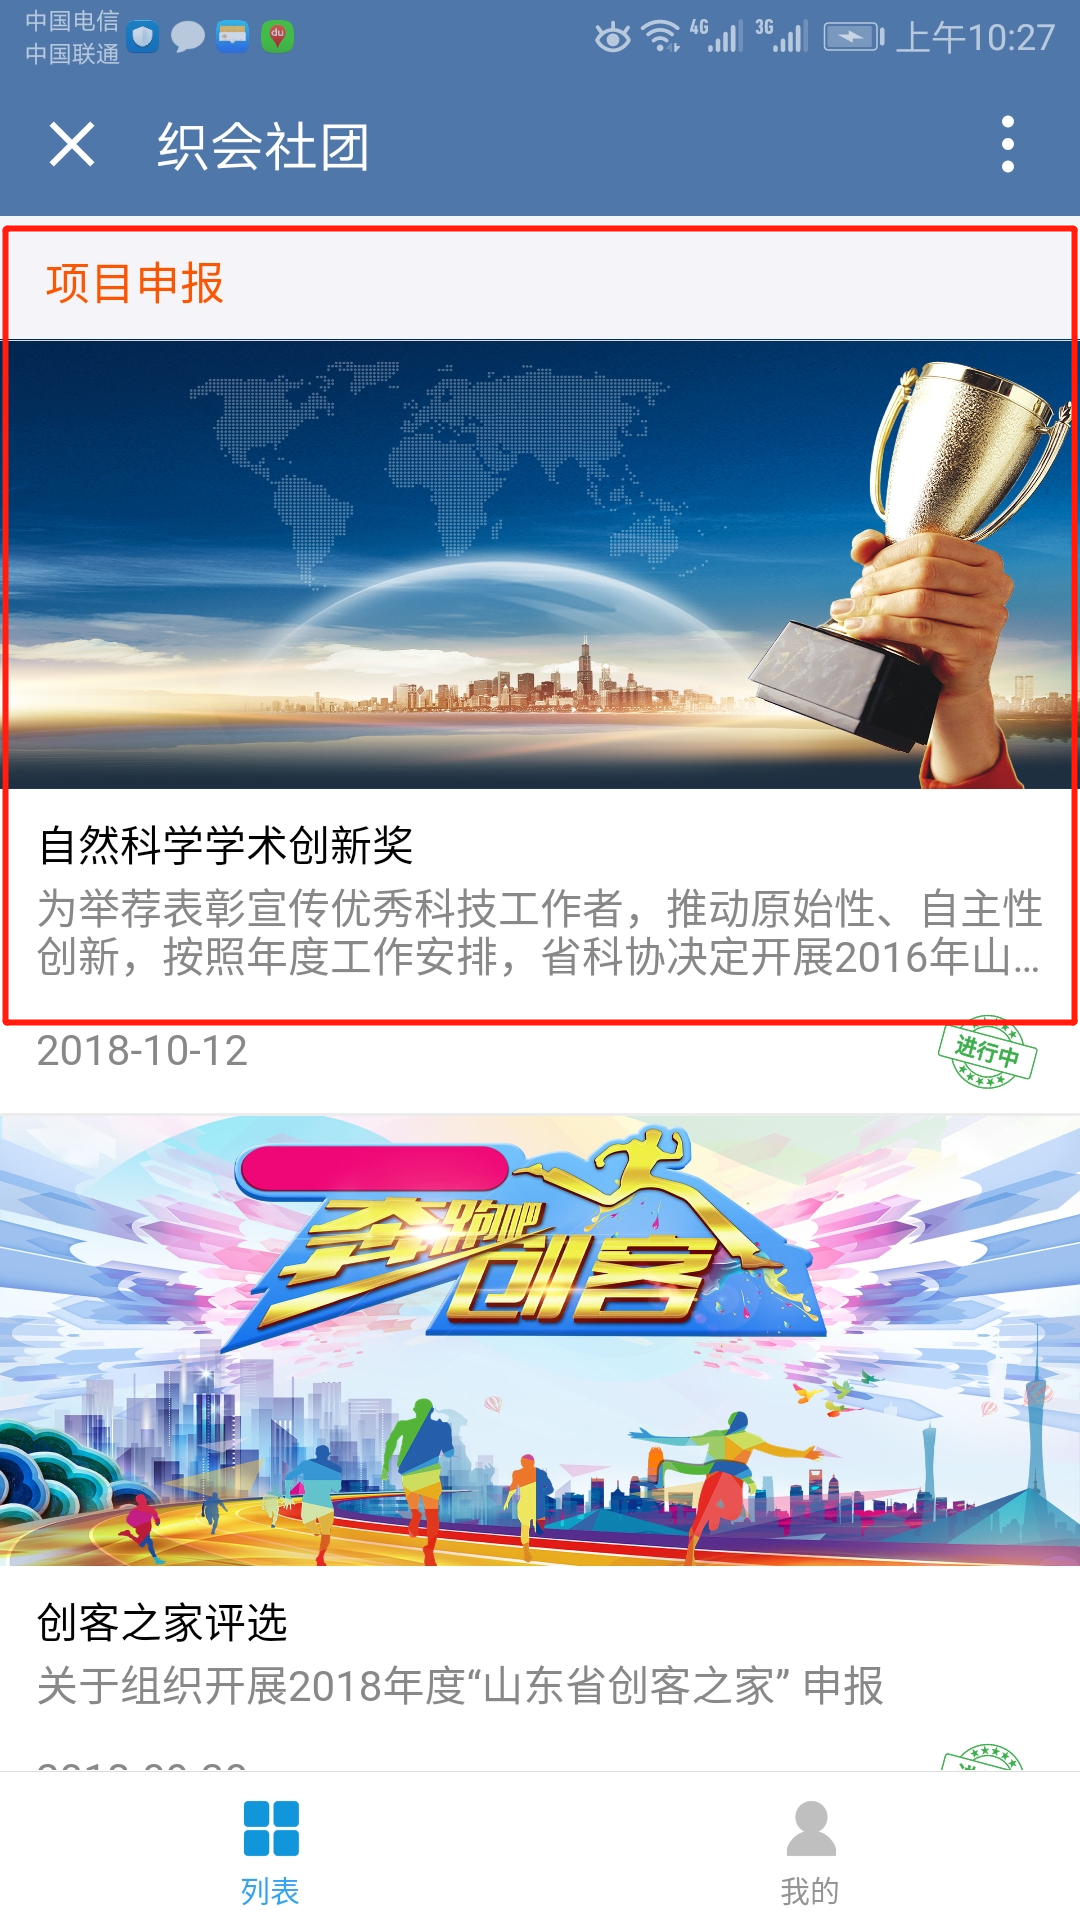 中国电信
中国联通
du
4G
3G
上午10:27
织会社团
项目申报
自然科学学术创新奖
为举荐表彰宣传优秀科技工作者，推动原始性、自主性
创新，按照年度工作安排，省科协决定开展2016年山...
2018-10-12
进行中
奔跑吧
创客
创客之家评选
关于组织开展2018年度“山东省创客之家” 申报
列表
我的